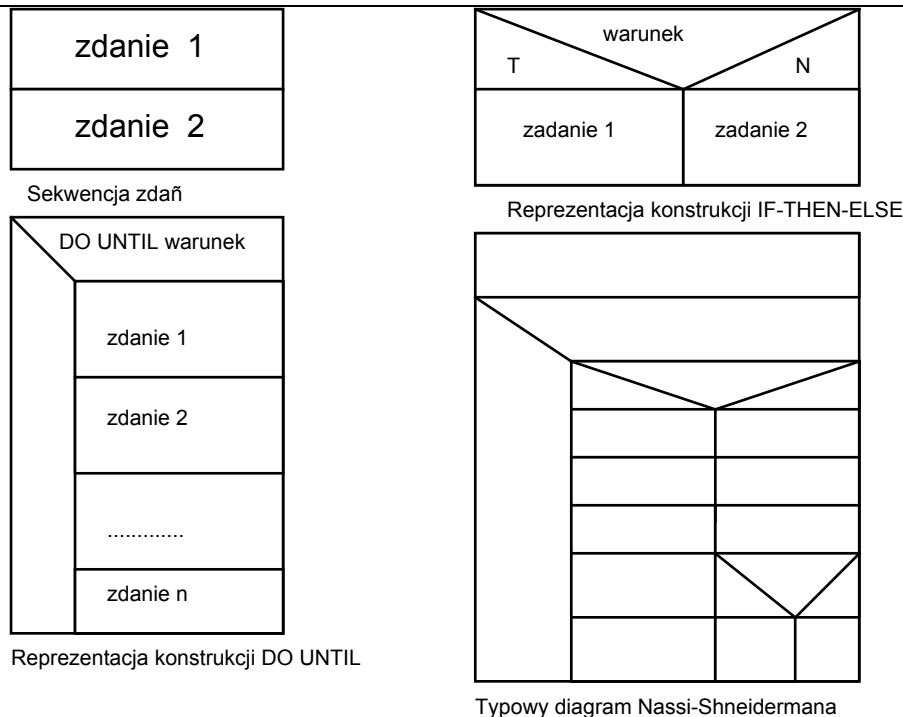 zdanie 1
zdanie 2
Sekwencja zdañ
warunek
T
N
zadanie 1
zadanie 2
Reprezentacja konstrukcji IF-THEN-ELSE
DO UNTIL warunek
zdanie 1
zdanie 2
.............
zdanie n
Reprezentacja konstrukcji DO UNTIL
Typowy diagram Nassi-Shneidermana